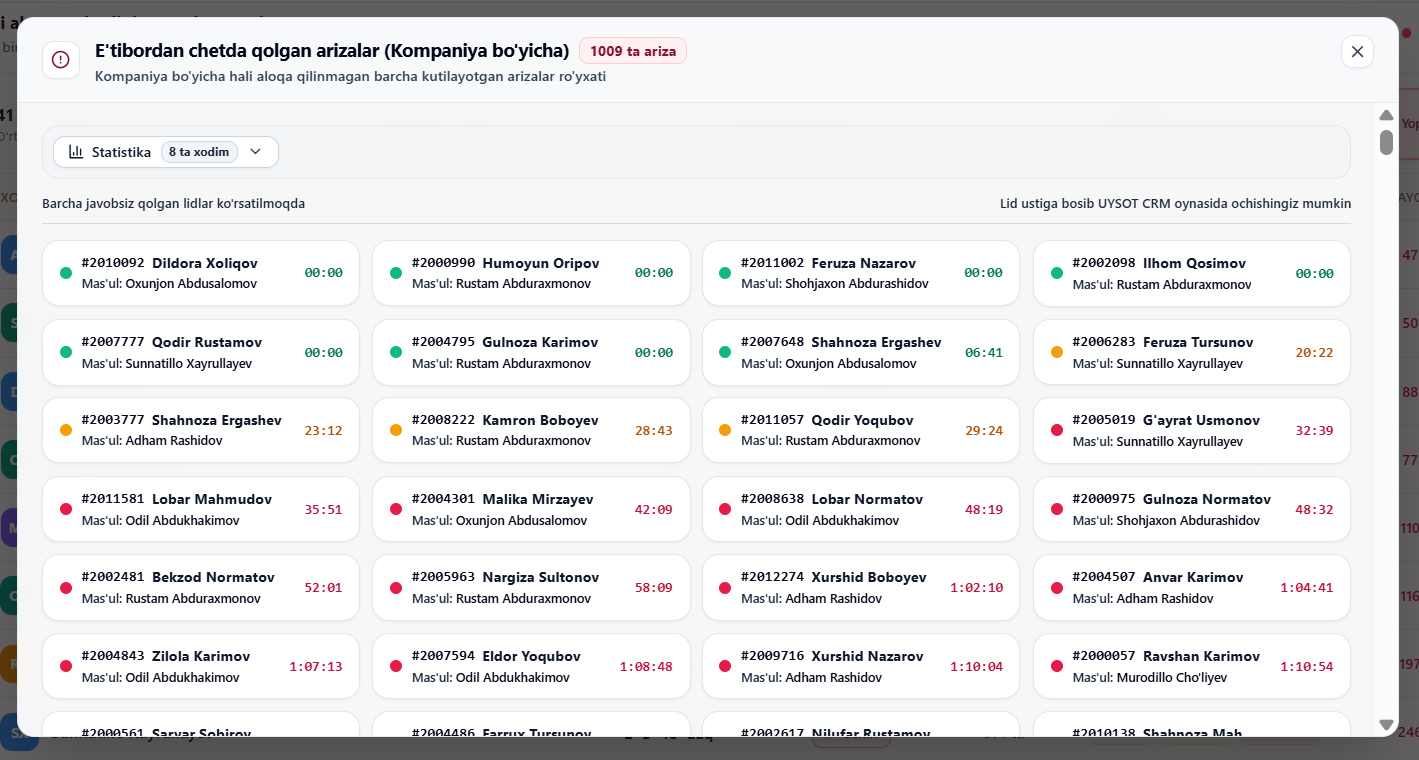 E'tibordan chetda qolgan arizalar (Kompaniya bo'yicha) 1009 ta ariza
Kompaniya bo'yicha hali aloqa qilinmagan barcha kutilayotgan arizalar ro'yxati
Statistika 8 ta xodim
Barcha javobsiz qolgan lidlar ko'rsatilmoqda
Lid ustiga bosib UYSOT CRM oynasida ochishingiz mumkin
#2010092 Dildora Xoliqov 00:00
Mas'ul: Oxunjon Abdusalomov
#2000990 Humoyun Oripov 00:00
Mas'ul: Rustam Abduraxmonov
#2011002 Feruza Nazarov 00:00
Mas'ul: Shohjaxon Abdurashidov
#2002098 Ilhom Qosimov 00:00
Mas'ul: Rustam Abduraxmonov
#2007777 Qodir Rustamov 00:00
Mas'ul: Sunnatillo Xayrullayev
#2004795 Gulnoza Karimov 00:00
Mas'ul: Rustam Abduraxmonov
#2007648 Shahnoza Ergashev 06:41
Mas'ul: Oxunjon Abdusalomov
#2006283 Feruza Tursunov 20:22
Mas'ul: Sunnatillo Xayrullayev
#2003777 Shahnoza Ergashev 23:12
Mas'ul: Adham Rashidov
#2008222 Kamron Boboyev 28:43
Mas'ul: Rustam Abduraxmonov
#2011057 Qodir Yoqubov 29:24
Mas'ul: Rustam Abduraxmonov
#2005019 G'ayrat Usmonov 32:39
Mas'ul: Sunnatillo Xayrullayev
#2011581 Lobar Mahmudov 35:51
Mas'ul: Odil Abdukhakimov
#2004301 Malika Mirzayev 42:09
Mas'ul: Oxunjon Abdusalomov
#2008638 Lobar Normatov 48:19
Mas'ul: Odil Abdukhakimov
#2000975 Gulnoza Normatov 48:32
Mas'ul: Shohjaxon Abdurashidov
#2002481 Bekzod Normatov 52:01
Mas'ul: Rustam Abduraxmonov
#2005963 Nargiza Sultonov 58:09
Mas'ul: Rustam Abduraxmonov
#2012274 Xurshid Boboyev 1:02:10
Mas'ul: Adham Rashidov
#2004507 Anvar Karimov 1:04:41
Mas'ul: Adham Rashidov
#2004843 Zilola Karimov 1:07:13
Mas'ul: Odil Abdukhakimov
#2007594 Eldor Yoqubov 1:08:48
Mas'ul: Odil Abdukhakimov
#2009716 Xurshid Nazarov 1:10:04
Mas'ul: Adham Rashidov
#2000057 Ravshan Karimov 1:10:54
Mas'ul: Murodillo Cho'liyev
#2000561 Sarvar Sobirov
#2004486 Farrux Tursunov
#2002617 Nilufar Rustamov
#2010138 Shahnoza Mah